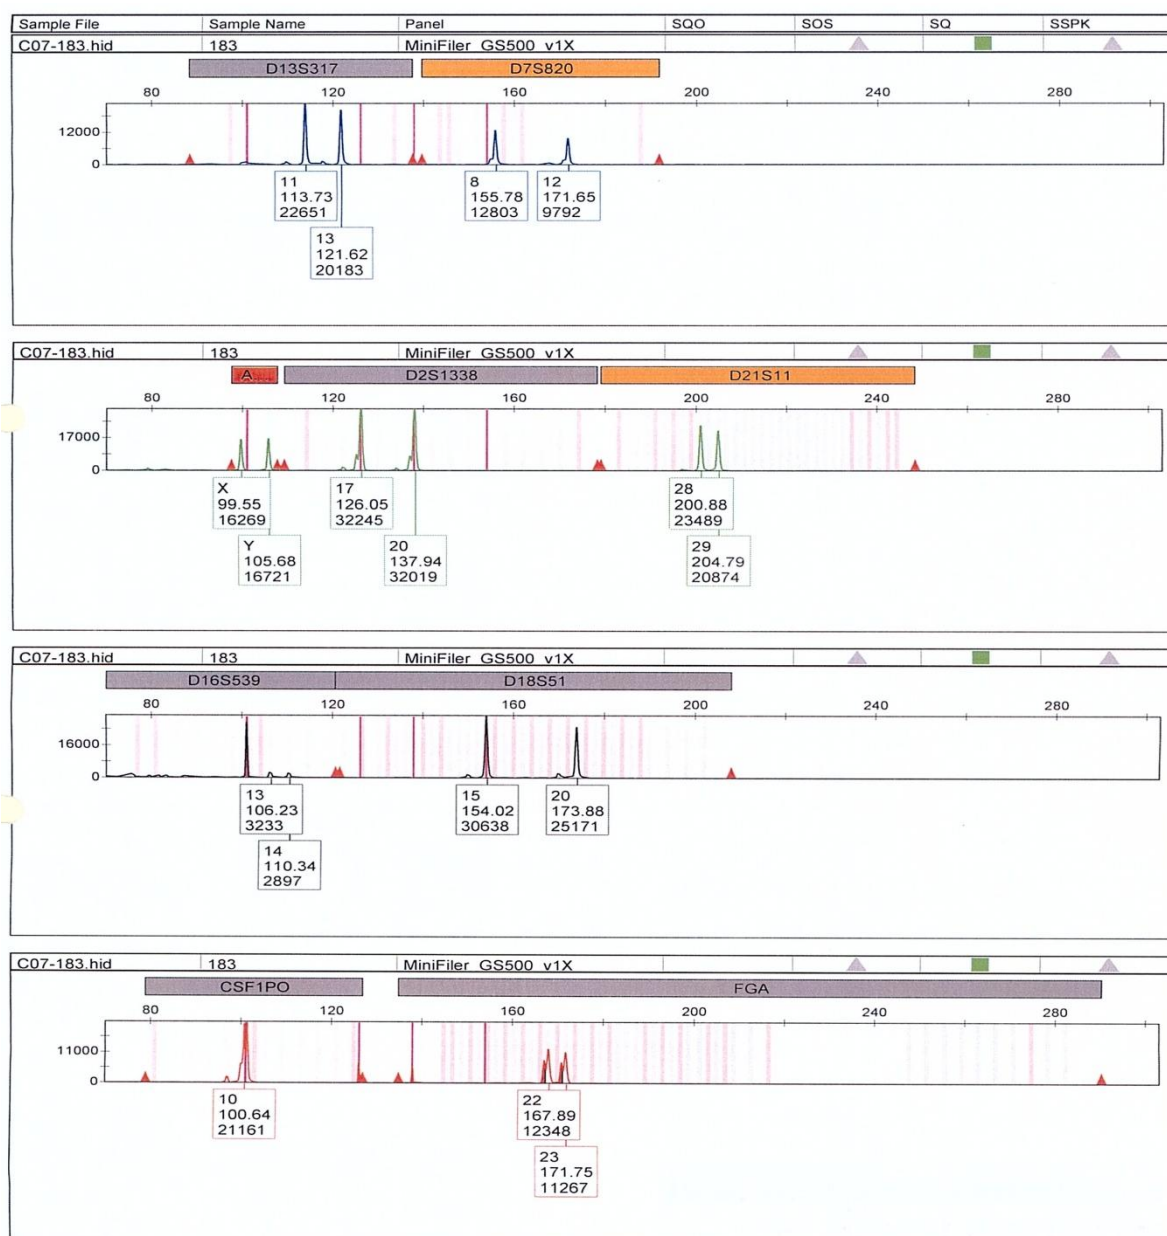 Sample File Sample Name Panel SQO SOS SQ SSPK
C07-183.hid 183 MiniFiler_GS500_v1X
D13S317 D7S820
80 120 160 200 240 280
12000
0
11 8 12
113.73 155.78 171.65
22651 12803 9792
13
121.62
20183
C07-183.hid 183 MiniFiler_GS500_v1X
A... D2S1338 D21S11
80 120 160 200 240 280
17000
0
X 17 28
99.55 126.05 200.88
16269 32245 23489
Y 20 29
105.68 137.94 204.79
16721 32019 20874
C07-183.hid 183 MiniFiler_GS500_v1X
D16S539 D18S51
80 120 160 200 240 280
16000
0
13 15 20
106.23 154.02 173.88
3233 30638 25171
14
110.34
2897
C07-183.hid 183 MiniFiler_GS500_v1X
CSF1PO FGA
80 120 160 200 240 280
11000
0
10 22
100.64 167.89
21161 12348
23
171.75
11267